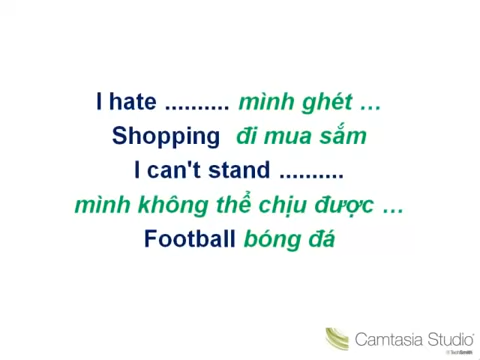 I hate .......... mình ghét …
Shopping đi mua sắm
I can't stand ..........
mình không thể chịu được …
Football bóng đá
Camtasia Studio
© TechSmith